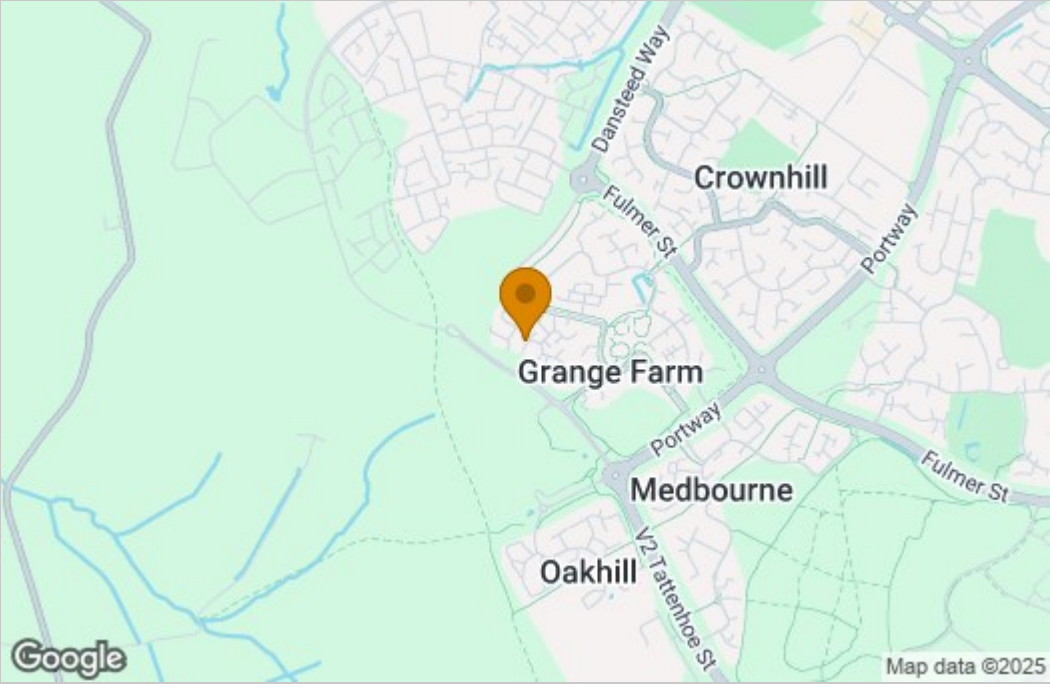 Dansteed Way
Crownhill
Fulmer St
Portway
Grange Farm
Portway
Fulmer St
Medbourne
V2 Tattenhoe St
Oakhill
Google
Map data ©2025